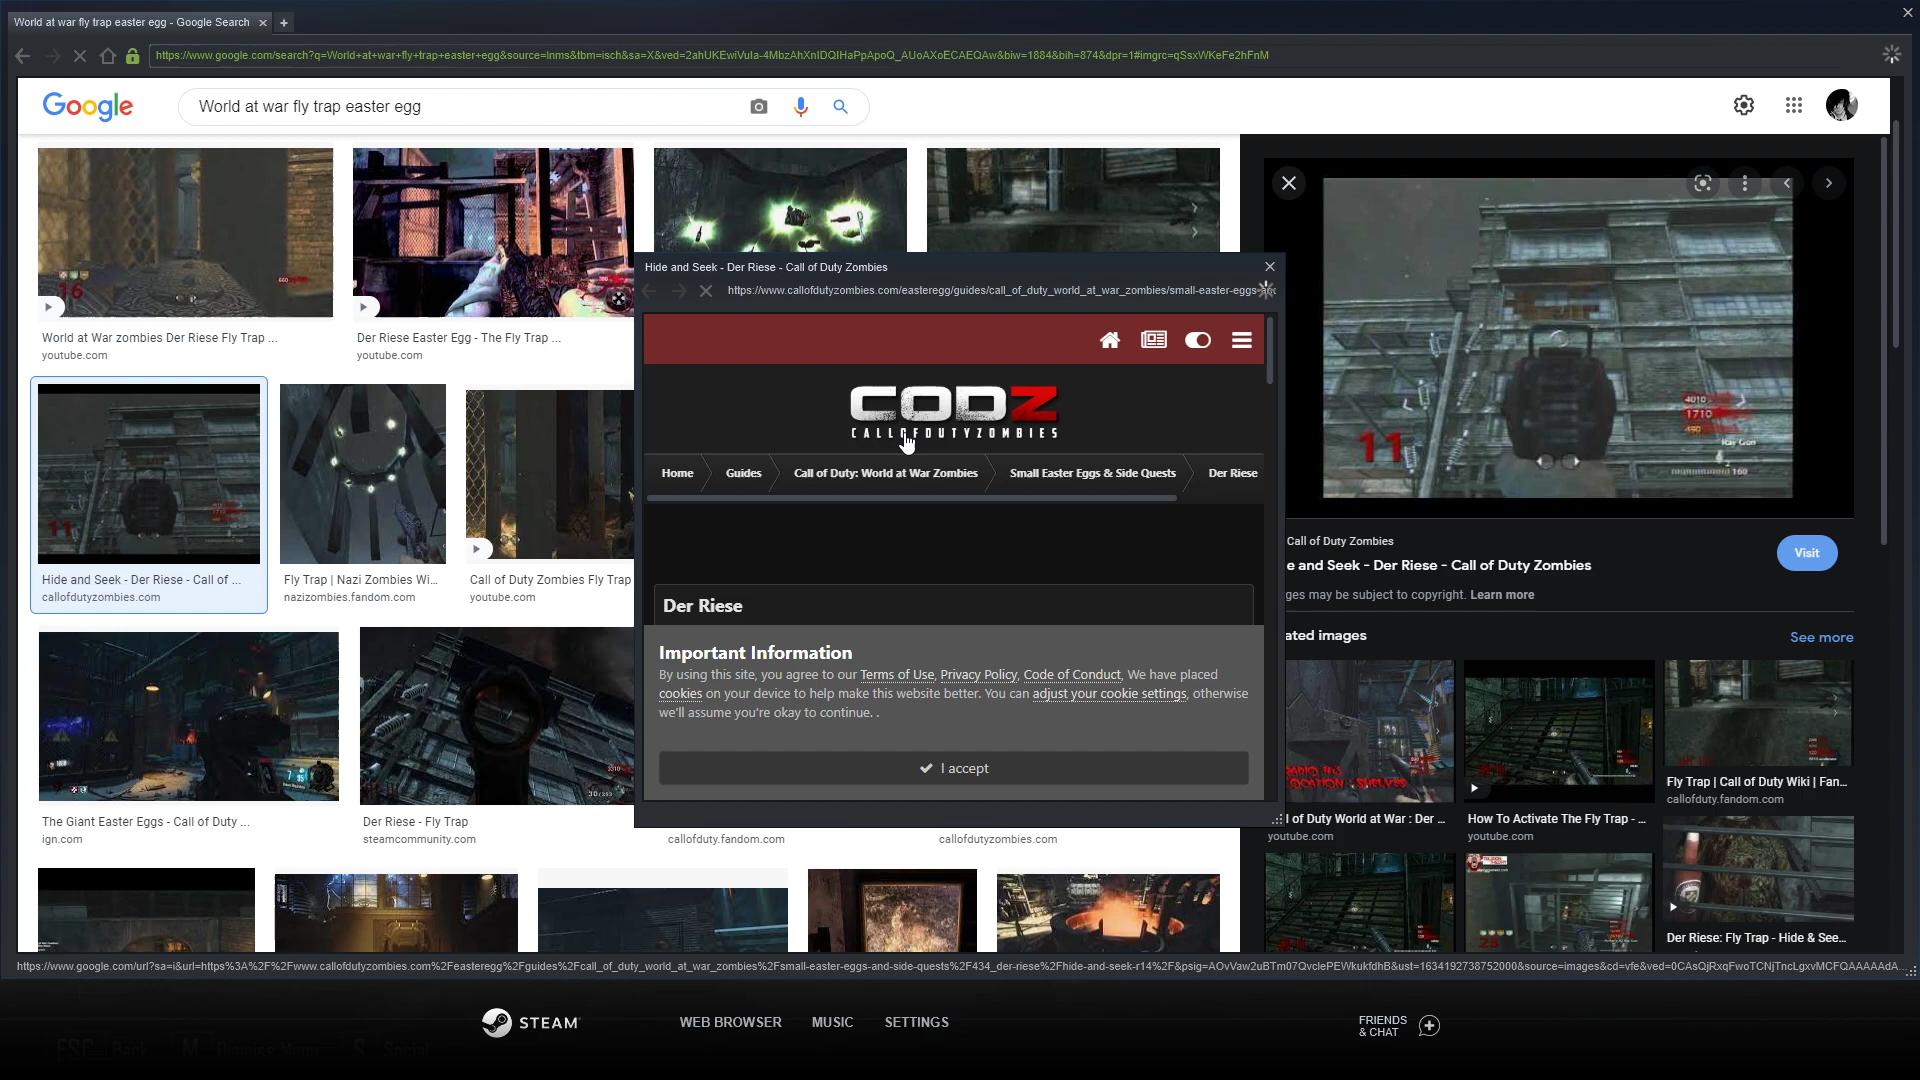 World at war fly trap easter egg - Google Search
https://www.google.com/search?q=World+at+war+fly+trap+easter+egg&source=lnms&tbm=isch&sa=X&ved=2ahUKEwiVula-4MbzAhXnIDQIHaPpApoQ_AUoAXoECAEQAw&biw=1884&bih=874&dpr=1#imgrc=qSsxWKeFe2hFnM
Google
World at war fly trap easter egg
16
World at War zombies Der Riese Fly Trap ...
youtube.com
Der Riese Easter Egg - The Fly Trap ...
youtube.com
Hide and Seek - Der Riese - Call of ...
callofdutyzombies.com
Fly Trap | Nazi Zombies Wi...
nazizombies.fandom.com
Call of Duty Zombies Fly Trap
youtube.com
The Giant Easter Eggs - Call of Duty ...
ign.com
Der Riese - Fly Trap
steamcommunity.com
callofduty.fandom.com
callofdutyzombies.com
Hide and Seek - Der Riese - Call of Duty Zombies
https://www.callofdutyzombies.com/easteregg/guides/call_of_duty_world_at_war_zombies/small-easter-eggs-
CODZ
CALLOFDUTYZOMBIES
Home
Guides
Call of Duty: World at War Zombies
Small Easter Eggs & Side Quests
Der Riese
Der Riese
Important Information
By using this site, you agree to our Terms of Use, Privacy Policy, Code of Conduct, We have placed
cookies on your device to help make this website better. You can adjust your cookie settings, otherwise
we'll assume you're okay to continue. .
I accept
4010
1710
490
11
Ray Gun
160
Call of Duty Zombies
e and Seek - Der Riese - Call of Duty Zombies
Visit
ges may be subject to copyright. Learn more
ated images
See more
l of Duty World at War : Der ...
youtube.com
How To Activate The Fly Trap - ...
youtube.com
Fly Trap | Call of Duty Wiki | Fan...
callofduty.fandom.com
Der Riese: Fly Trap - Hide & See...
https://www.google.com/url?sa=i&url=https%3A%2F%2Fwww.callofdutyzombies.com%2Feasteregg%2Fguides%2Fcall_of_duty_world_at_war_zombies%2Fsmall-easter-eggs-and-side-quests%2F434_der-riese%2Fhide-and-seek-r14%2F&psig=AOvVaw2uBTm07QvclePEWkukfdhB&ust=1634192738752000&source=images&cd=vfe&ved=0CAsQjRxqFwoTCNjTncLgxvMCFQAAAAAdA...
STEAM
WEB BROWSER
MUSIC
SETTINGS
FRIENDS
& CHAT
ESC Back M Dismiss Menu S Social